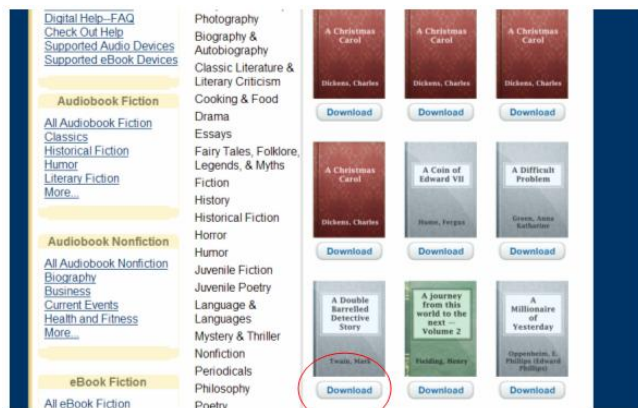 Digital Help--FAQ
Check Out Help
Supported Audio Devices
Supported eBook Devices
Audiobook Fiction
All Audiobook Fiction
Classics
Historical Fiction
Humor
Literary Fiction
More...
Audiobook Nonfiction
All Audiobook Nonfiction
Biography
Business
Current Events
Health and Fitness
More...
eBook Fiction
All eBook Fiction
Photography
Biography &
Autobiography
Classic Literature &
Literary Criticism
Cooking & Food
Drama
Essays
Fairy Tales, Folklore,
Legends, & Myths
Fiction
History
Historical Fiction
Horror
Humor
Juvenile Fiction
Juvenile Poetry
Language &
Languages
Mystery & Thriller
Nonfiction
Periodicals
Philosophy
Poetry
A Christmas
Carol
Dickens, Charles
Download
A Christmas
Carol
Dickens, Charles
Download
A Christmas
Carol
Dickens, Charles
Download
A Christmas
Carol
Dickens, Charles
Download
A Coin of
Edward VII
Hume, Fergus
Download
A Difficult
Problem
Green, Anna
Katharine
Download
A Double
Barrelled
Detective
Story
Twain, Mark
Download
A journey
from this
world to the
next —
Volume 2
Fielding, Henry
Download
A
Millionaire
of
Yesterday
Oppenheim, E.
Phillips (Edward
Phillips)
Download